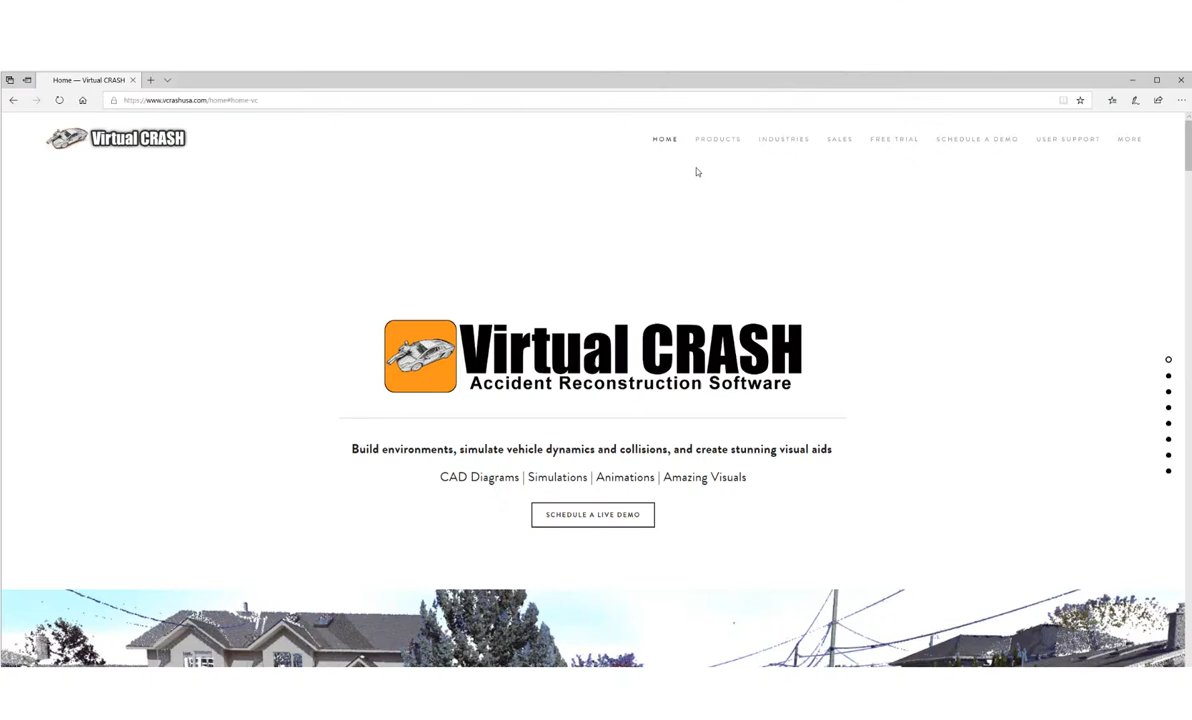 Home — Virtual CRASH
https://www.vcrashusa.com/home#home-vc
Virtual CRASH
HOME PRODUCTS INDUSTRIES SALES FREE TRIAL SCHEDULE A DEMO USER SUPPORT MORE
Virtual CRASH
Accident Reconstruction Software
Build environments, simulate vehicle dynamics and collisions, and create stunning visual aids
CAD Diagrams | Simulations | Animations | Amazing Visuals
SCHEDULE A LIVE DEMO